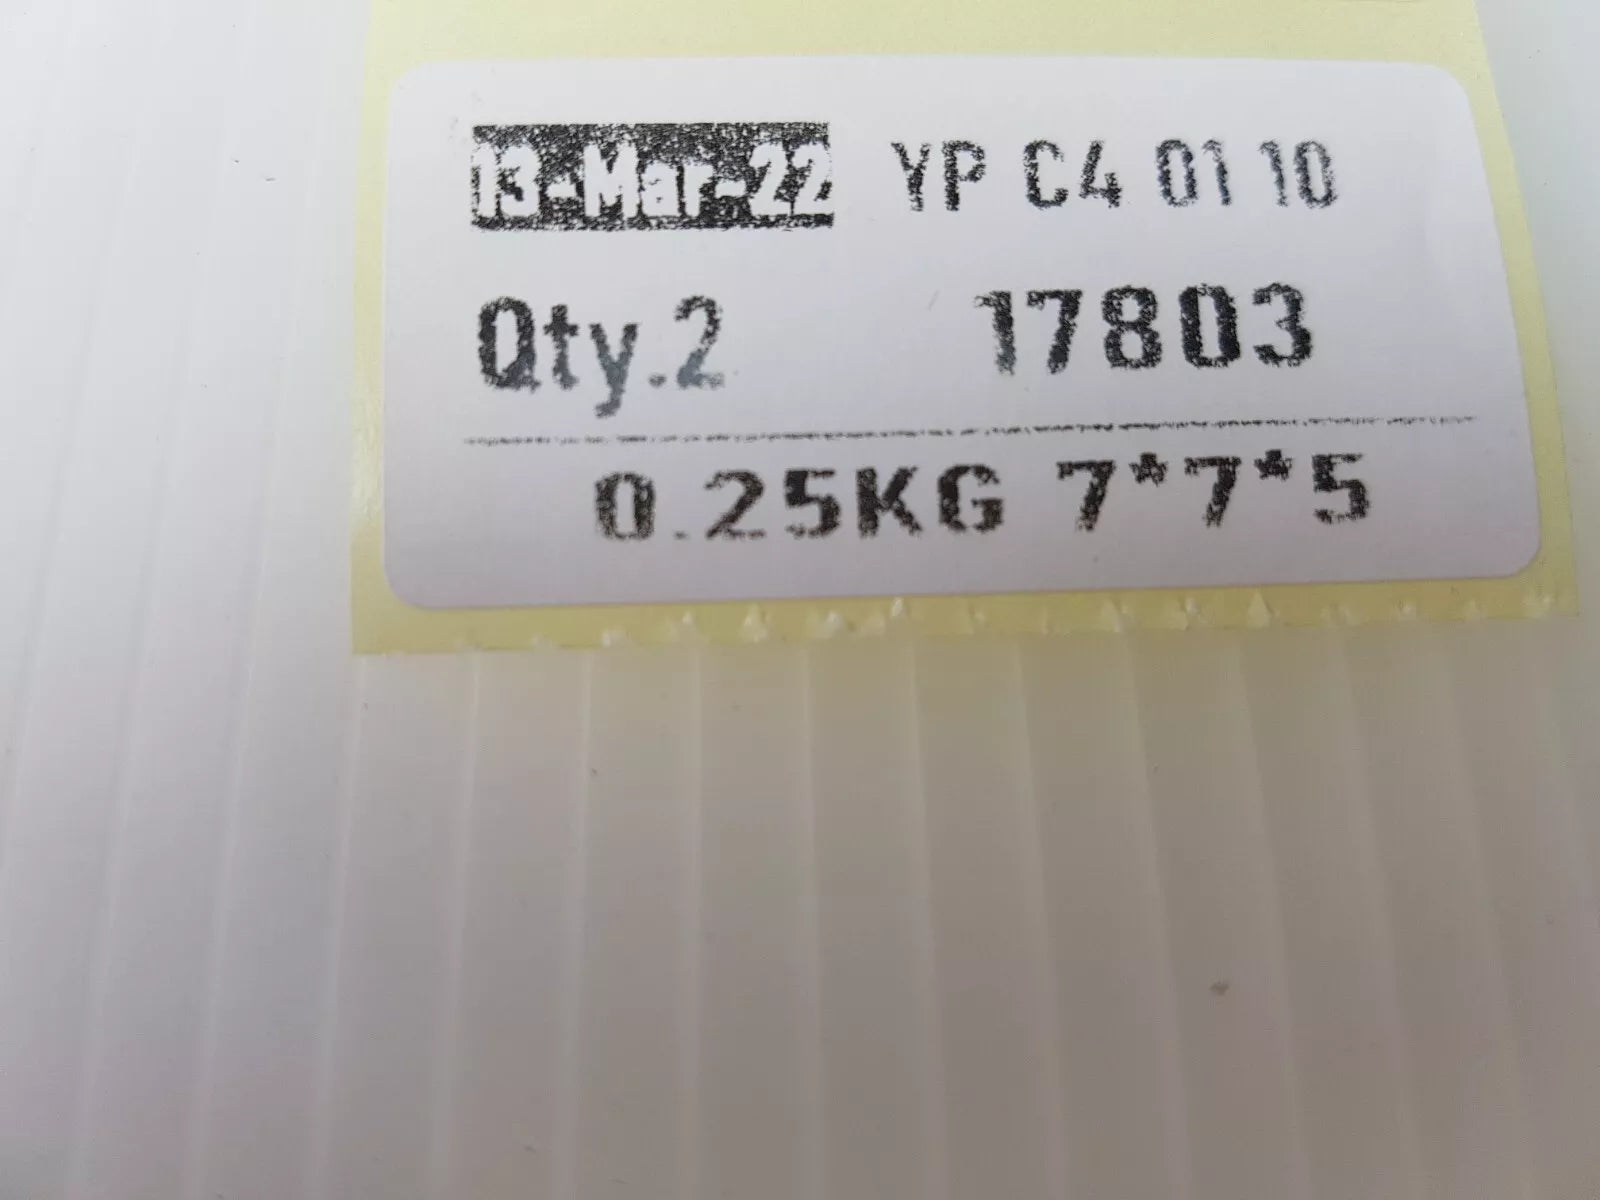 13-Mar-22 YP C4 01 10
Qty.2 17803
0.25KG 7*7*5